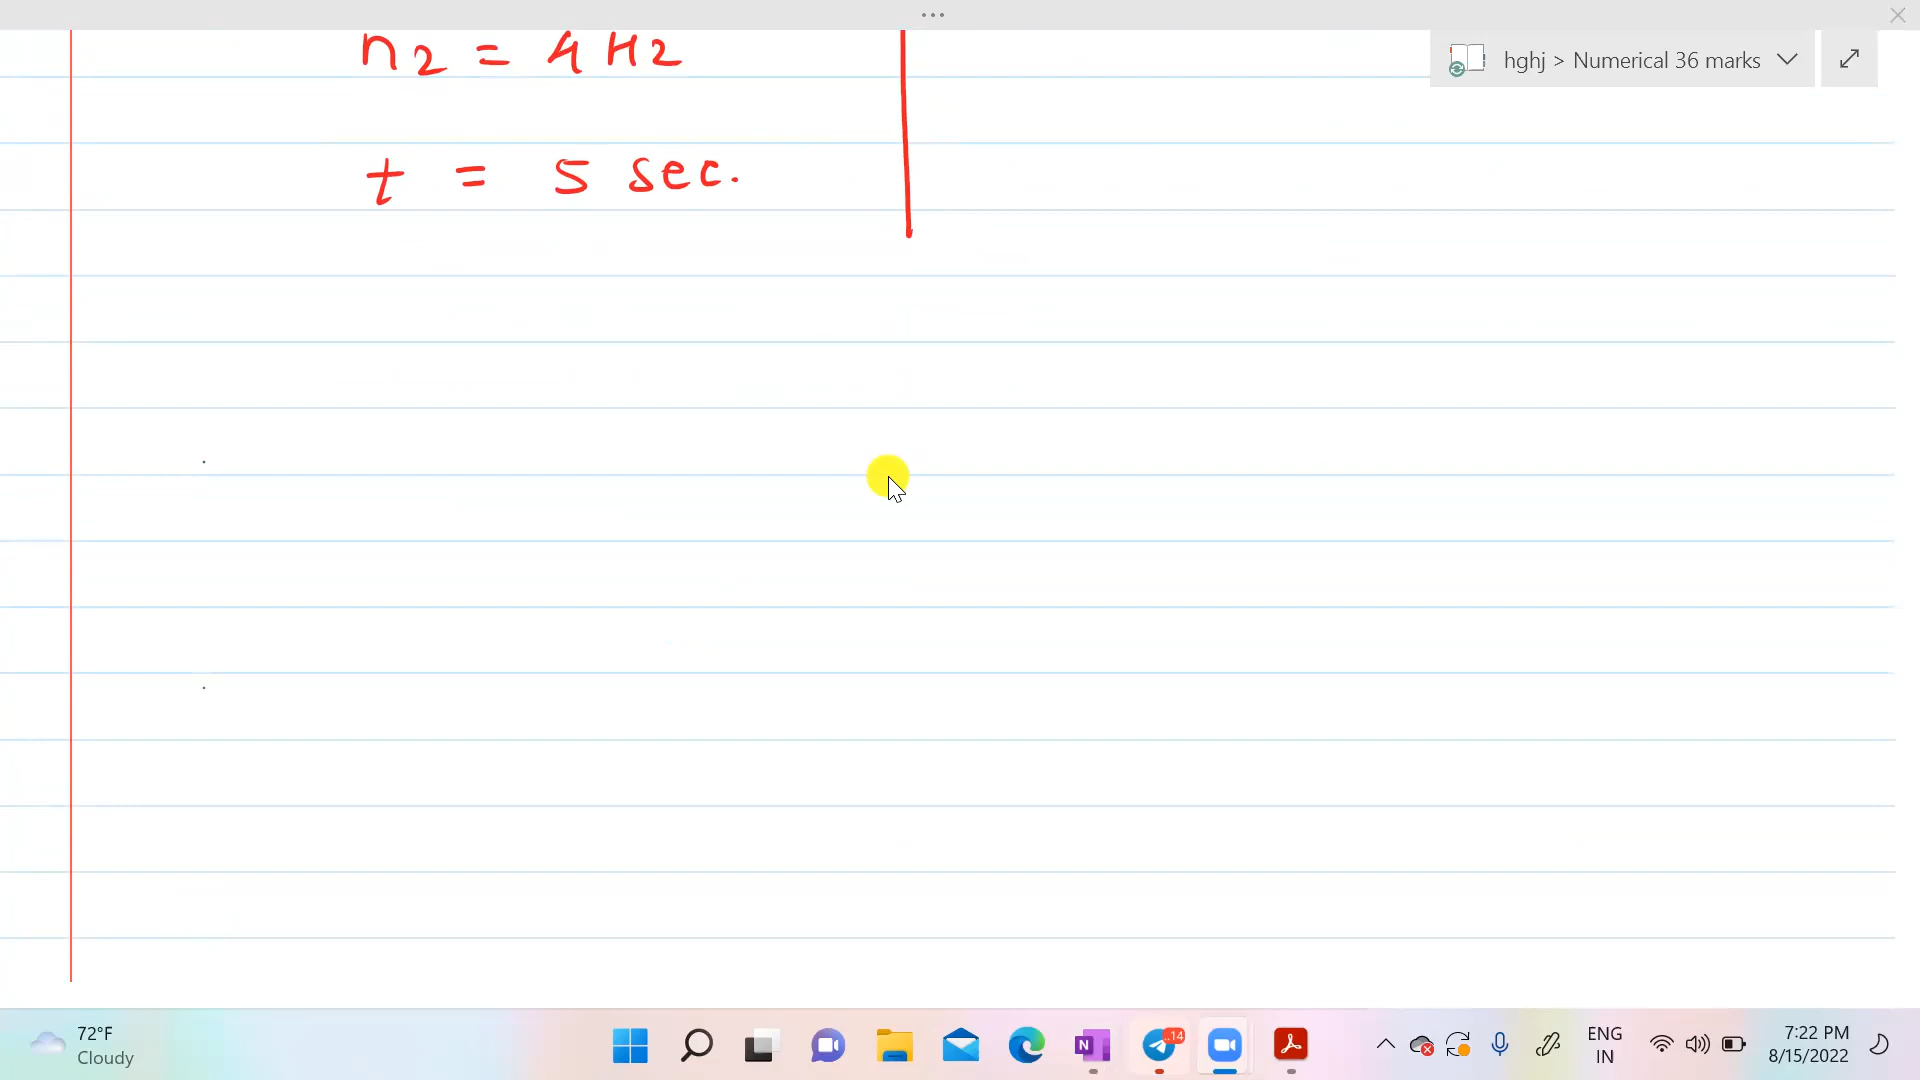 n2 = 4 Hz
hghj > Numerical 36 marks
t = 5 sec.
72°F
Cloudy
..14
ENG
IN
7:22 PM
8/15/2022